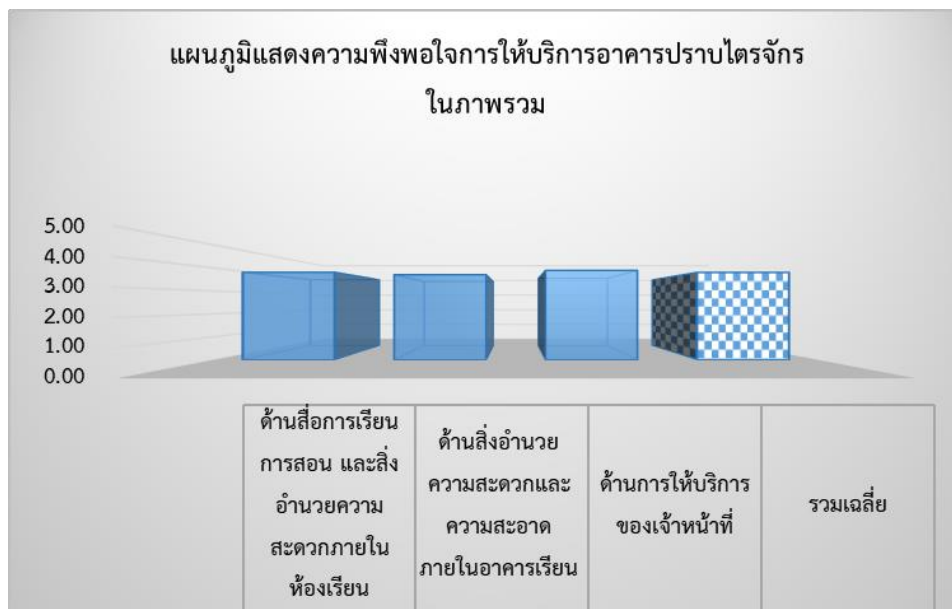 แผนภูมิแสดงความพึงพอใจการให้บริการอาคารปราบไตรจักร
ในภาพรวม
5.00
4.00
3.00
2.00
1.00
0.00
ด้านสื่อการเรียน
การสอน และสิ่ง
อำนวยความ
สะดวกภายใน
ห้องเรียน
ด้านสิ่งอำนวย
ความสะดวกและ
ความสะอาด
ภายในอาคารเรียน
ด้านการให้บริการ
ของเจ้าหน้าที่
รวมเฉลี่ย